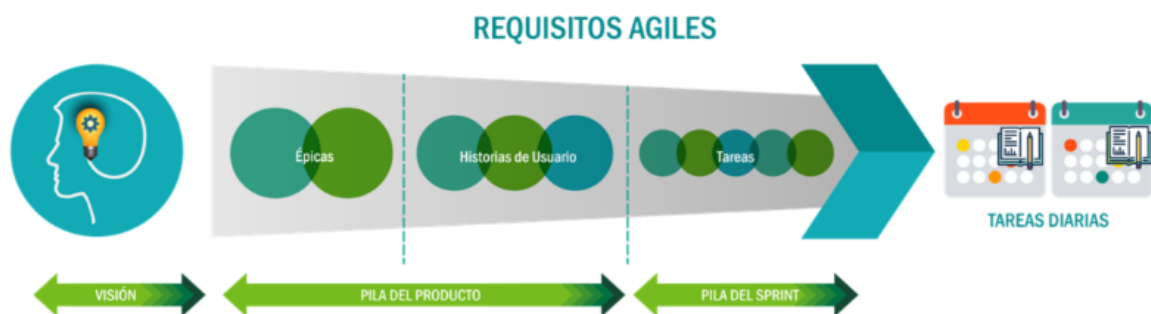 REQUISITOS AGILES
Épicas
Historias de Usuario
Tareas
TAREAS DIARIAS
VISIÓN
PILA DEL PRODUCTO
PILA DEL SPRINT